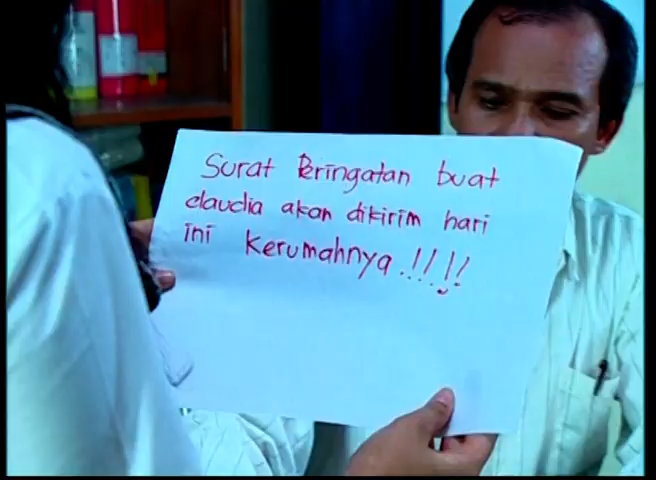 Surat Peringatan buat
claudia akan dikirim hari
ini kerumahnya.!!!!